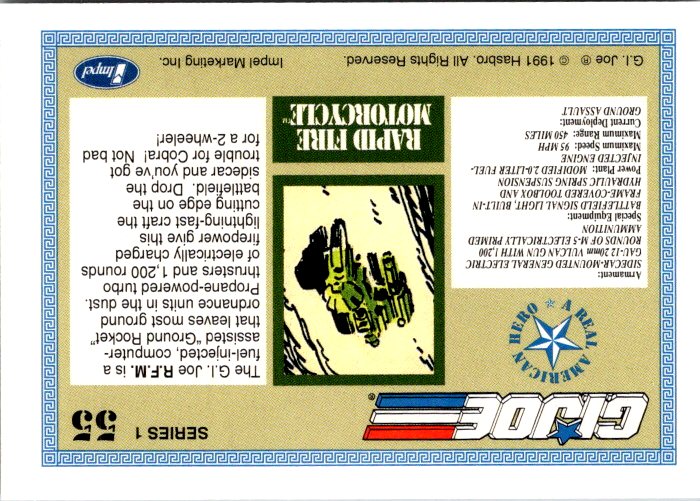 G.I. JOE ®
SERIES 1
55
A REAL AMERICAN HERO
Armament:
SIDECAR-MOUNTED GENERAL ELECTRIC
GAU-12 20mm VULCAN GUN WITH 1,200
ROUNDS OF M-5 ELECTRICALLY PRIMED
AMMUNITION
Special Equipment:
BATTLEFIELD SIGNAL LIGHT, BUILT-IN,
FRAME-COVERED TOOLBOX AND
HYDRAULIC SPRING SUSPENSION
Power Plant: MODIFIED 2.0-LITER FUEL-
INJECTED ENGINE
Maximum Speed: 95 MPH
Maximum Range: 450 MILES
Current Deployment:
GROUND ASSAULT
RAPID FIRE
MOTORCYCLE™
The G.I. Joe R.F.M. is a
fuel-injected, computer-
assisted "Ground Rocket"
that leaves most ground
ordnance units in the dust.
Propane-powered turbo
thrusters and 1,200 rounds
of electrically charged
firepower give this
lightning-fast craft the
cutting edge on the
battlefield. Drop the
sidecar and you've got
trouble for Cobra! Not bad
for a 2-wheeler!
G.I. Joe ® © 1991 Hasbro. All Rights Reserved.
Impel Marketing Inc.
Impel